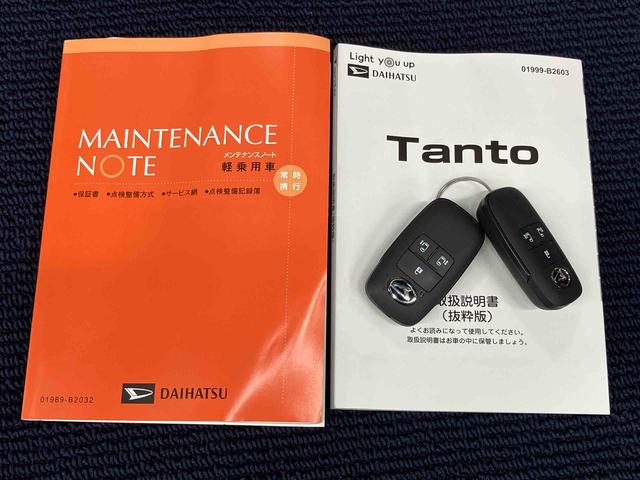 MAINTENANCE
NOTE
メンテナンスノート
軽乗用車
常時
携行
●保証書 ●点検整備方式 ●サービス網 ●点検整備記録簿
DAIHATSU
01989-B2032
Light you up
DAIHATSU
01999-B2603
Tanto
取扱説明書
(抜粋版)
よくお読みになって使用してください。
取扱説明書はお車の中に保管しましょう。